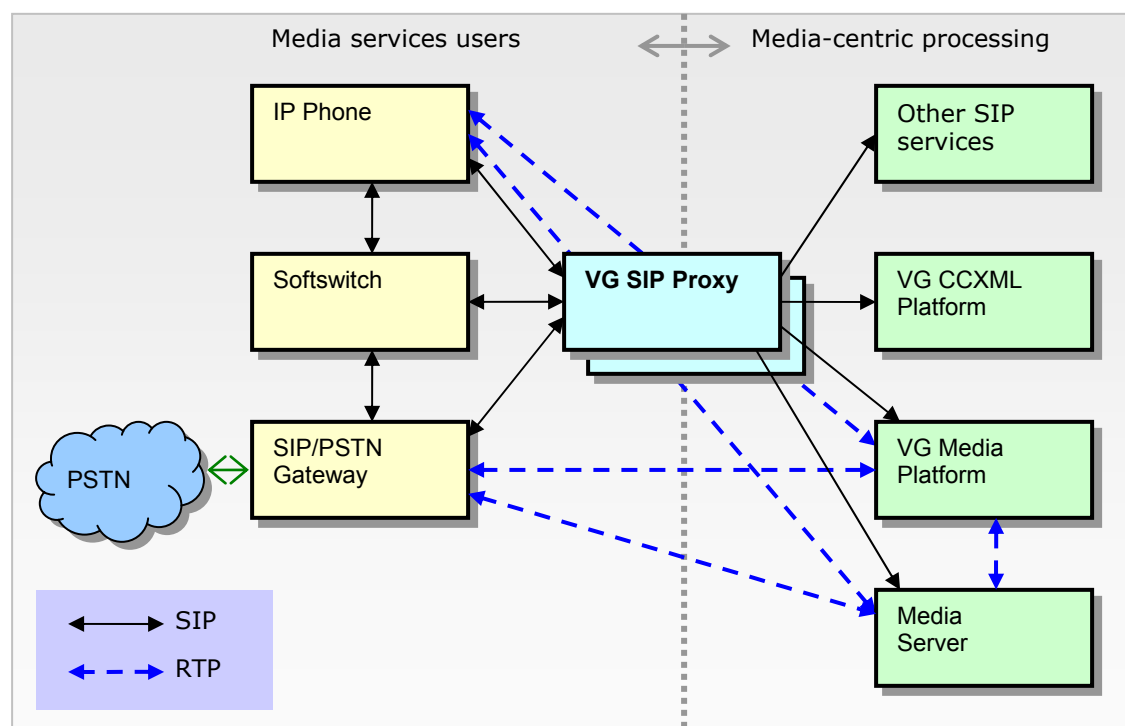 Media services users
Media-centric processing
IP Phone
Other SIP
services
Softswitch
VG SIP Proxy
VG CCXML
Platform
PSTN
SIP/PSTN
Gateway
VG Media
Platform
Media
Server
SIP
RTP